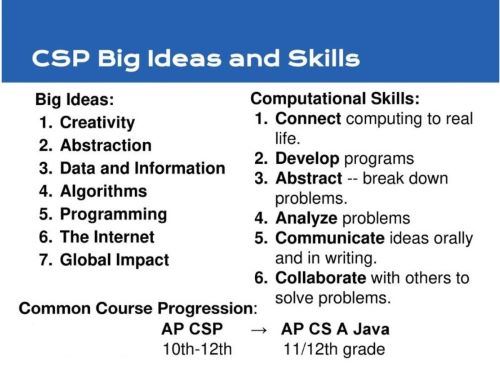 CSP Big Ideas and Skills
Big Ideas:
1. Creativity
2. Abstraction
3. Data and Information
4. Algorithms
5. Programming
6. The Internet
7. Global Impact
Computational Skills:
1. Connect computing to real
life.
2. Develop programs
3. Abstract -- break down
problems.
4. Analyze problems
5. Communicate ideas orally
and in writing.
6. Collaborate with others to
solve problems.
Common Course Progression:
AP CSP → AP CS A Java
10th-12th 11/12th grade